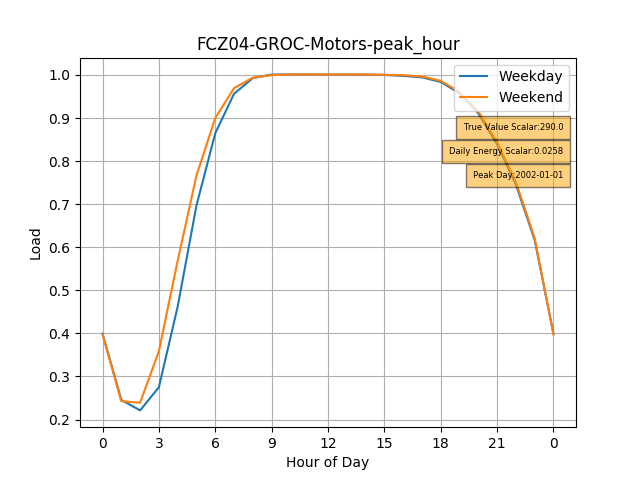 FCZ04-GROC-Motors-peak_hour
Weekday
Weekend
True Value Scalar:290.0
Daily Energy Scalar:0.0258
Peak Day:2002-01-01
Load
1.0
0.9
0.8
0.7
0.6
0.5
0.4
0.3
0.2
0 3 6 9 12 15 18 21 0
Hour of Day